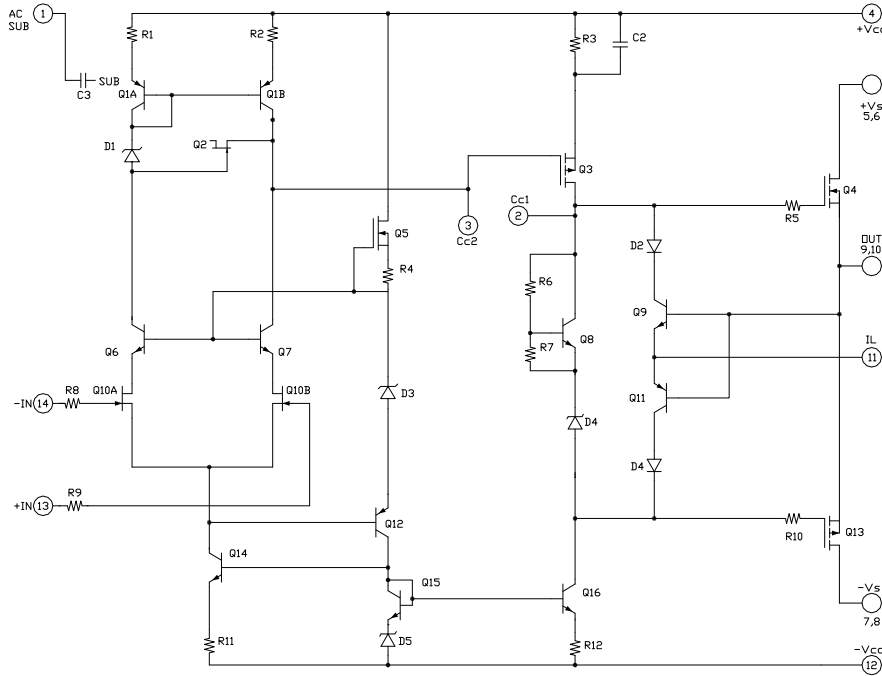 AC
SUB
1
4
+Vcc
R1
R2
R3
C2
SUB
C3
Q1A
Q1B
+Vs
5,6
D1
Q2
Q3
Q4
Cc1
2
R5
3
Cc2
Q5
OUT
9,10
D2
R4
R6
Q9
Q6
Q7
R7
Q8
IL
11
R8
Q10A
Q10B
D3
Q11
-IN
14
D4
D4
R9
+IN
13
Q12
R10
Q13
Q14
Q15
Q16
-Vs
7,8
R11
D5
R12
-Vcc
12